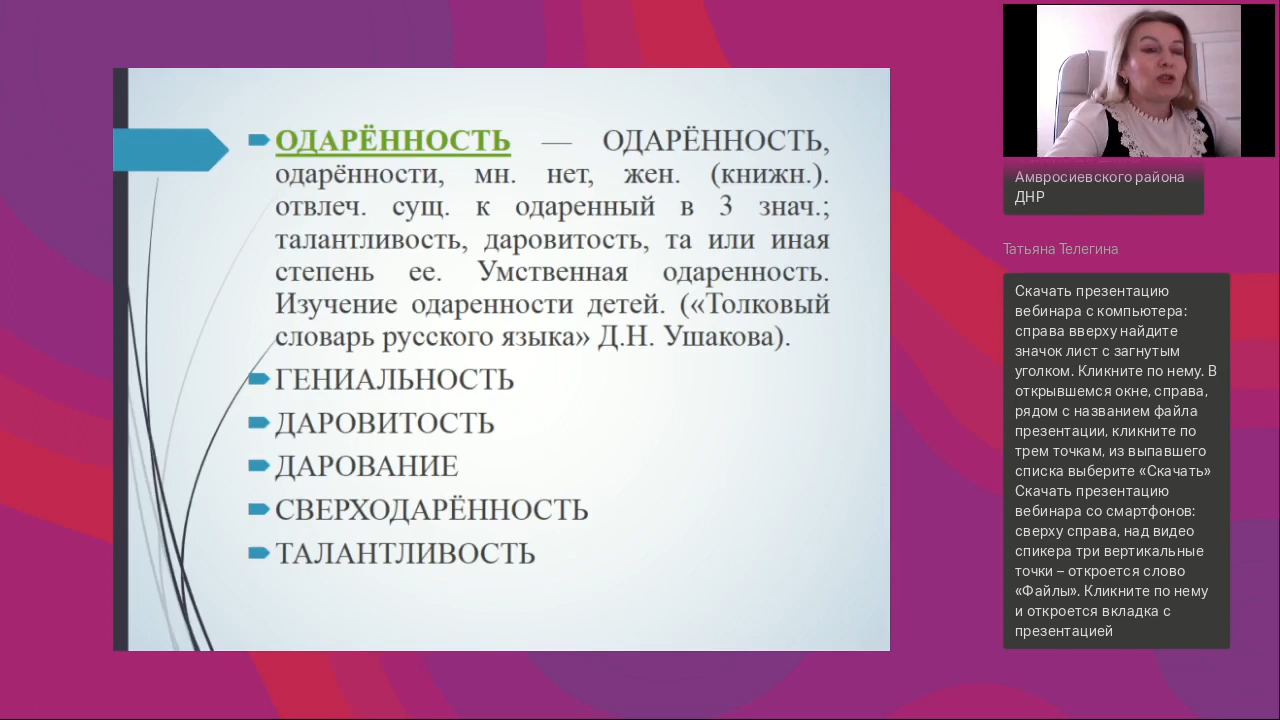 ОДАРЁННОСТЬ — ОДАРЁННОСТЬ,
одарённости, мн. нет, жен. (книжн.).
отвлеч. сущ. к одаренный в 3 знач.;
талантливость, даровитость, та или иная
степень ее. Умственная одаренность.
Изучение одаренности детей. («Толковый
словарь русского языка» Д.Н. Ушакова).
ГЕНИАЛЬНОСТЬ
ДАРОВИТОСТЬ
ДАРОВАНИЕ
СВЕРХОДАРЁННОСТЬ
ТАЛАНТЛИВОСТЬ
Амвросиевского района
ДНР
Татьяна Телегина
Скачать презентацию
вебинара с компьютера:
справа вверху найдите
значок лист с загнутым
уголком. Кликните по нему. В
открывшемся окне, справа,
рядом с названием файла
презентации, кликните по
трем точкам, из выпавшего
списка выберите «Скачать»
Скачать презентацию
вебинара со смартфонов:
сверху справа, над видео
спикера три вертикальные
точки – откроется слово
«Файлы». Кликните по нему
и откроется вкладка с
презентацией